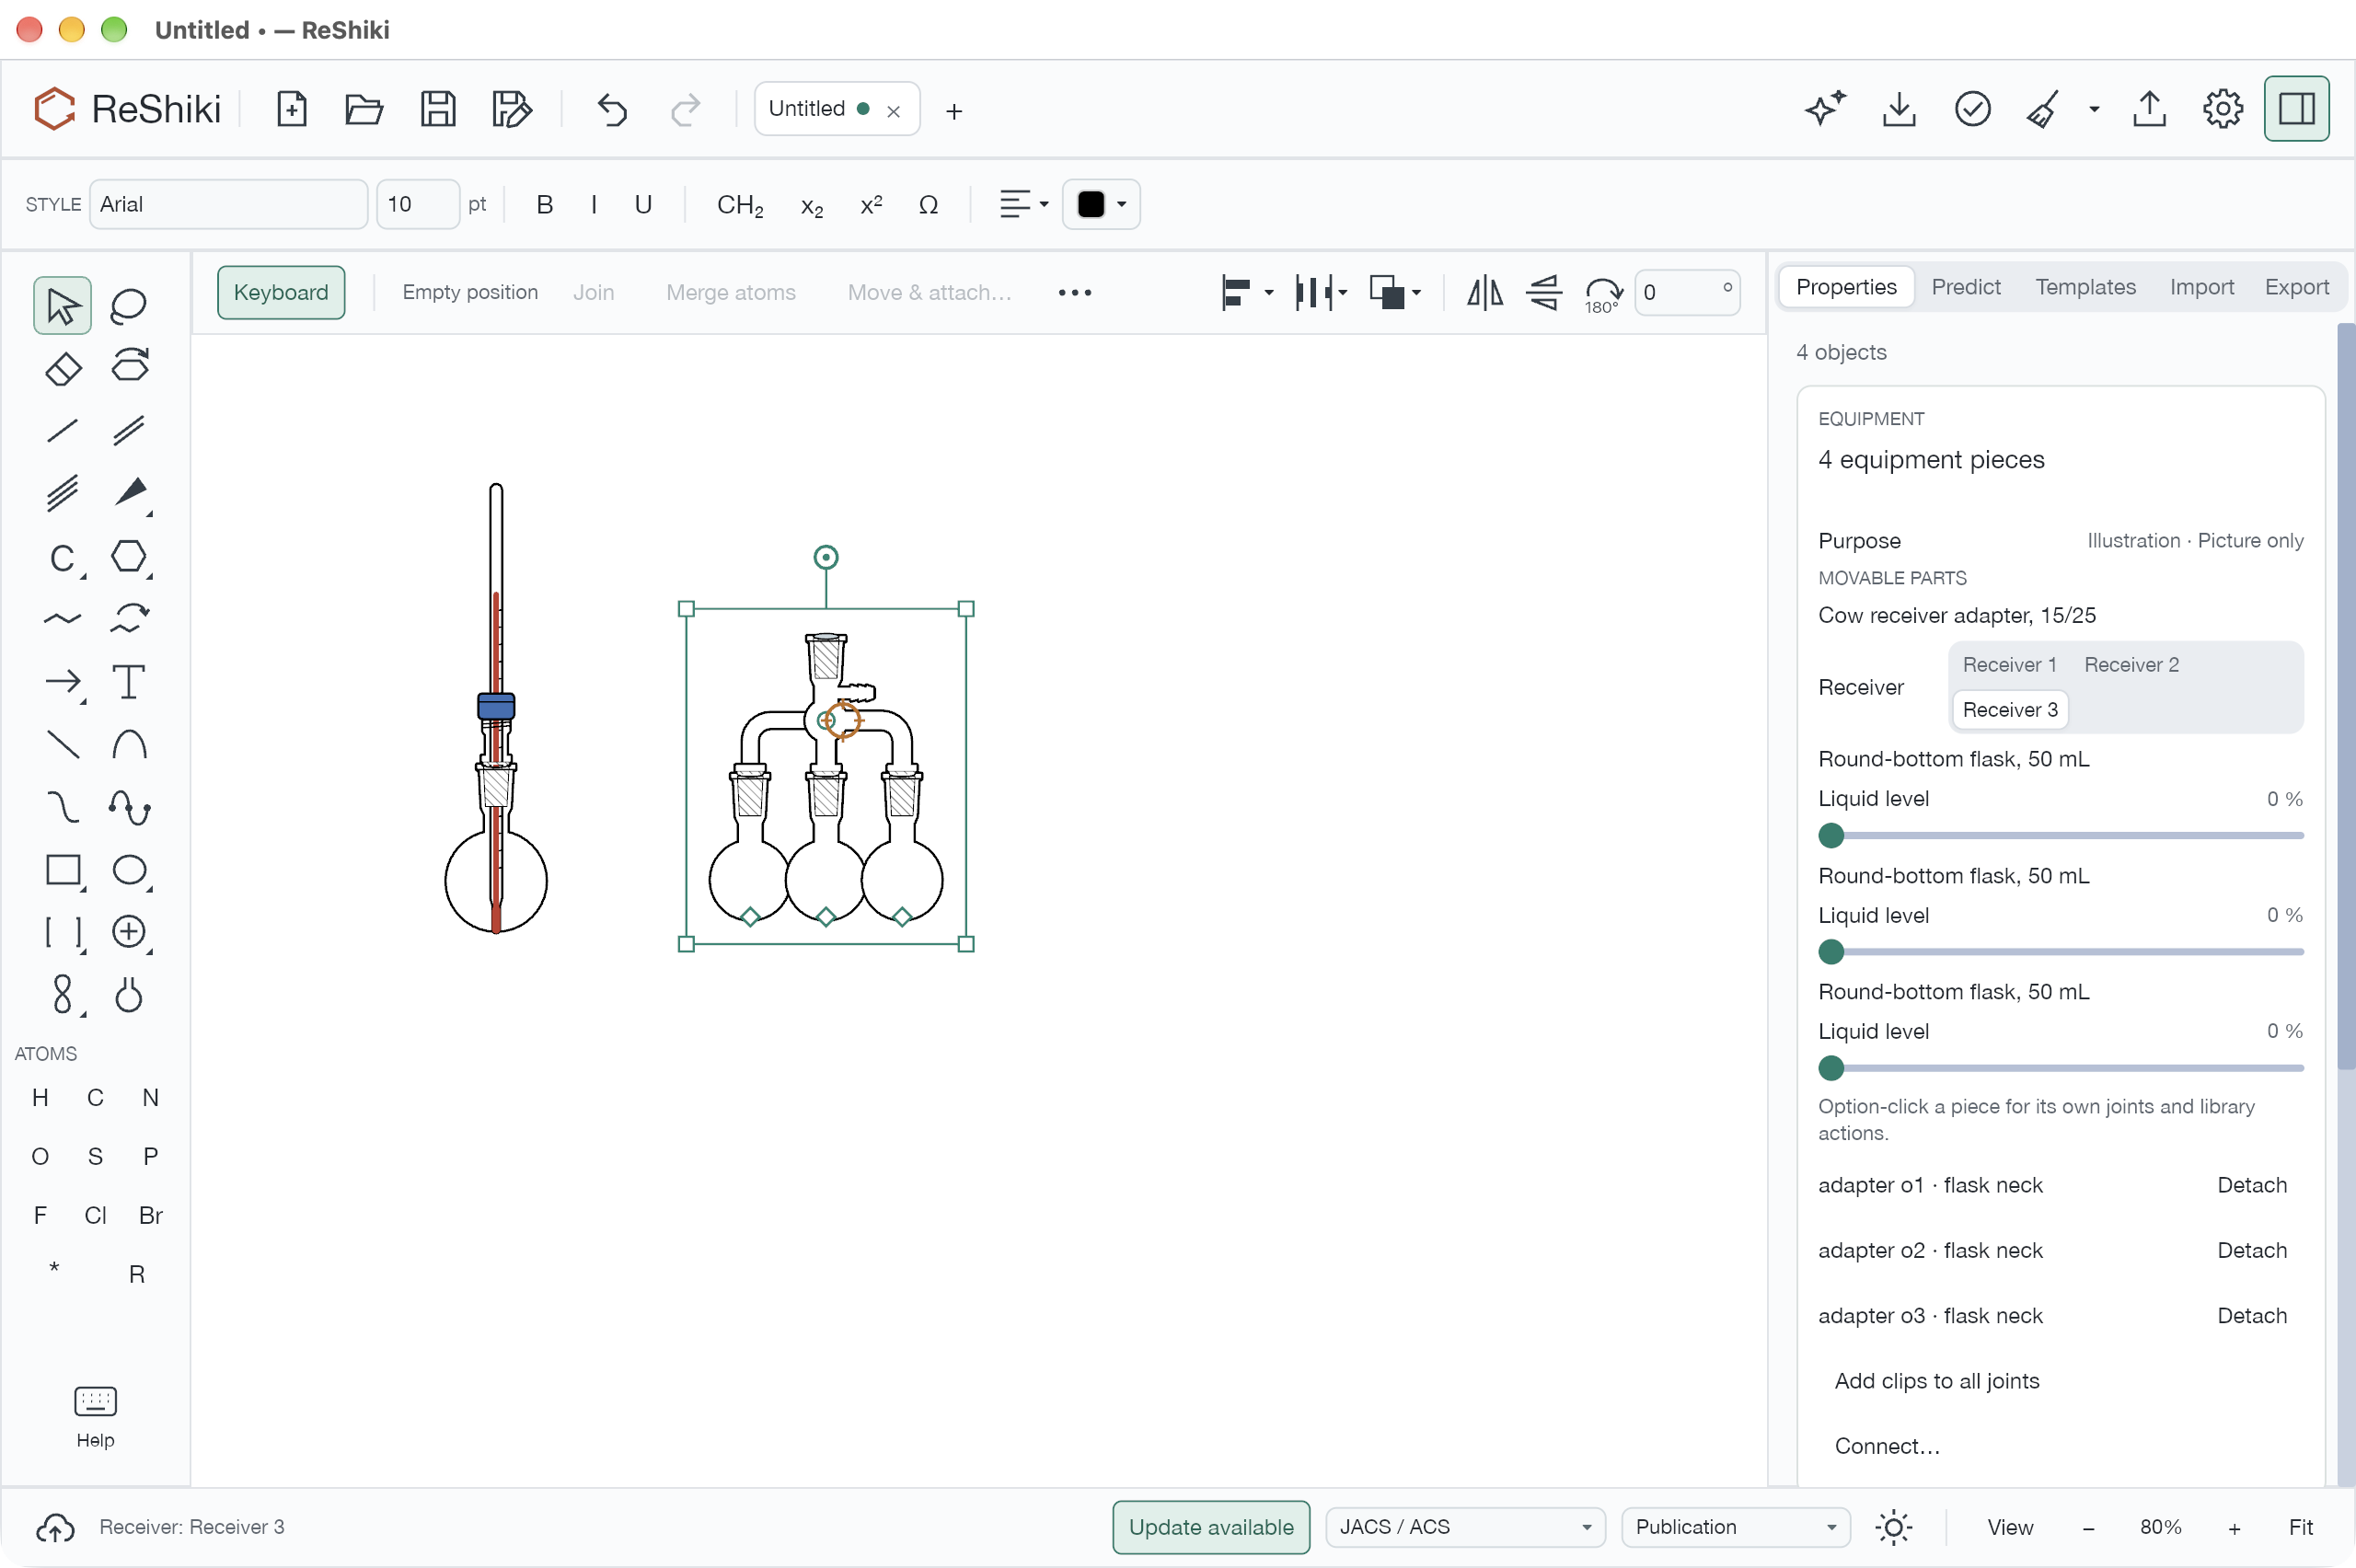 Untitled • — ReShiki
ReShiki
Untitled
STYLE Arial 10 pt B I U CH₂ x₂ x² Ω
Keyboard Empty position Join Merge atoms Move & attach… 180° 0 °
Properties Predict Templates Import Export
4 objects
EQUIPMENT
4 equipment pieces
Purpose Illustration · Picture only
MOVABLE PARTS
Cow receiver adapter, 15/25
Receiver Receiver 1 Receiver 2
Receiver 3
Round-bottom flask, 50 mL
Liquid level 0 %
Round-bottom flask, 50 mL
Liquid level 0 %
Round-bottom flask, 50 mL
Liquid level 0 %
Option-click a piece for its own joints and library
actions.
adapter o1 · flask neck Detach
adapter o2 · flask neck Detach
adapter o3 · flask neck Detach
Add clips to all joints
Connect…
C
T
ATOMS
H C N
O S P
F Cl Br
* R
Help
Receiver: Receiver 3 Update available JACS / ACS Publication View − 80% + Fit